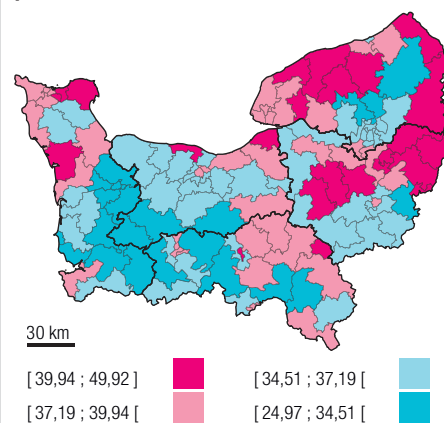 30 km
[ 39,94 ; 49,92 ]
[ 34,51 ; 37,19 [
[ 37,19 ; 39,94 [
[ 24,97 ; 34,51 [